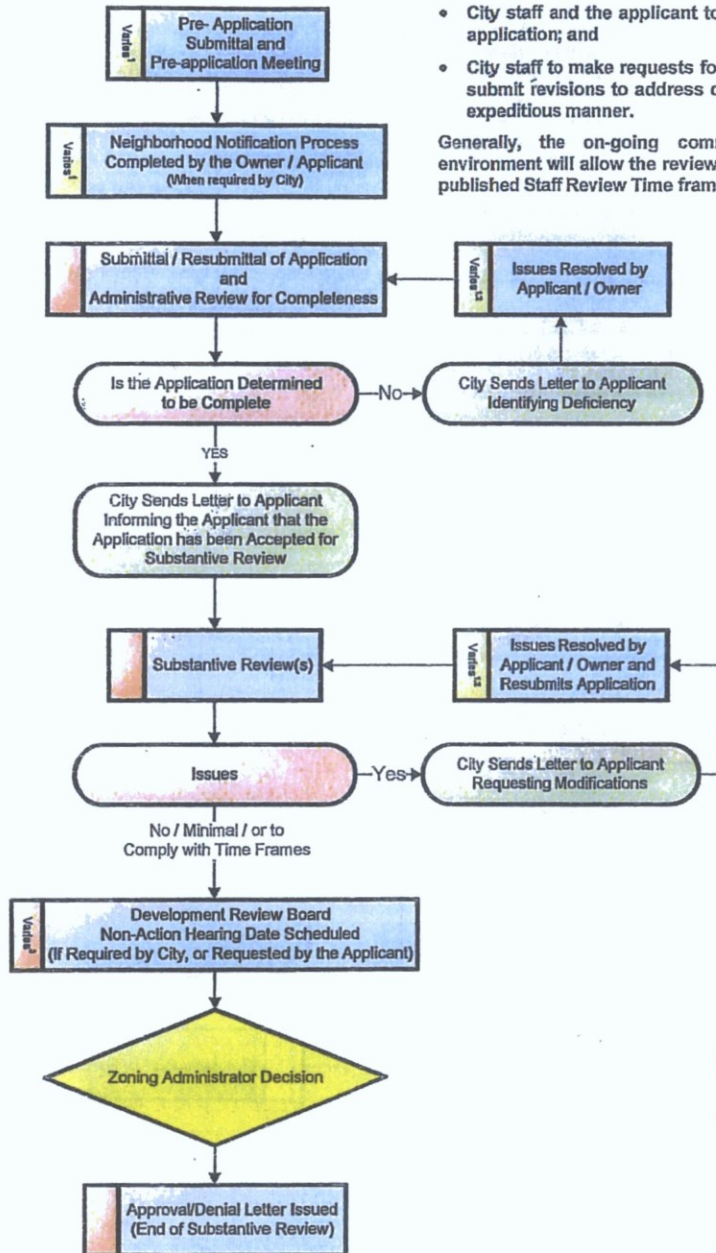 • City staff and the applicant to
application; and
• City staff to make requests fo
submit revisions to address
expeditious manner.
Generally, the on-going com
environment will allow the review
published Staff Review Time fram
Varies¹
Pre- Application
Submittal and
Pre-application Meeting
Varies¹
Neighborhood Notification Process
Completed by the Owner / Applicant
(When required by City)
Submittal / Resubmittal of Application
and
Administrative Review for Completeness
Varies
Issues Resolved by
Applicant / Owner
Is the Application Determined
to be Complete
No
City Sends Letter to Applicant
Identifying Deficiency
YES
City Sends Letter to Applicant
Informing the Applicant that the
Application has been Accepted for
Substantive Review
Substantive Review(s)
Varies
Issues Resolved by
Applicant / Owner and
Resubmits Application
Issues
Yes
City Sends Letter to Applicant
Requesting Modifications
No / Minimal / or to
Comply with Time Frames
Varies
Development Review Board
Non-Action Hearing Date Scheduled
(If Required by City, or Requested by the Applicant)
Zoning Administrator Decision
Approval/Denial Letter Issued
(End of Substantive Review)